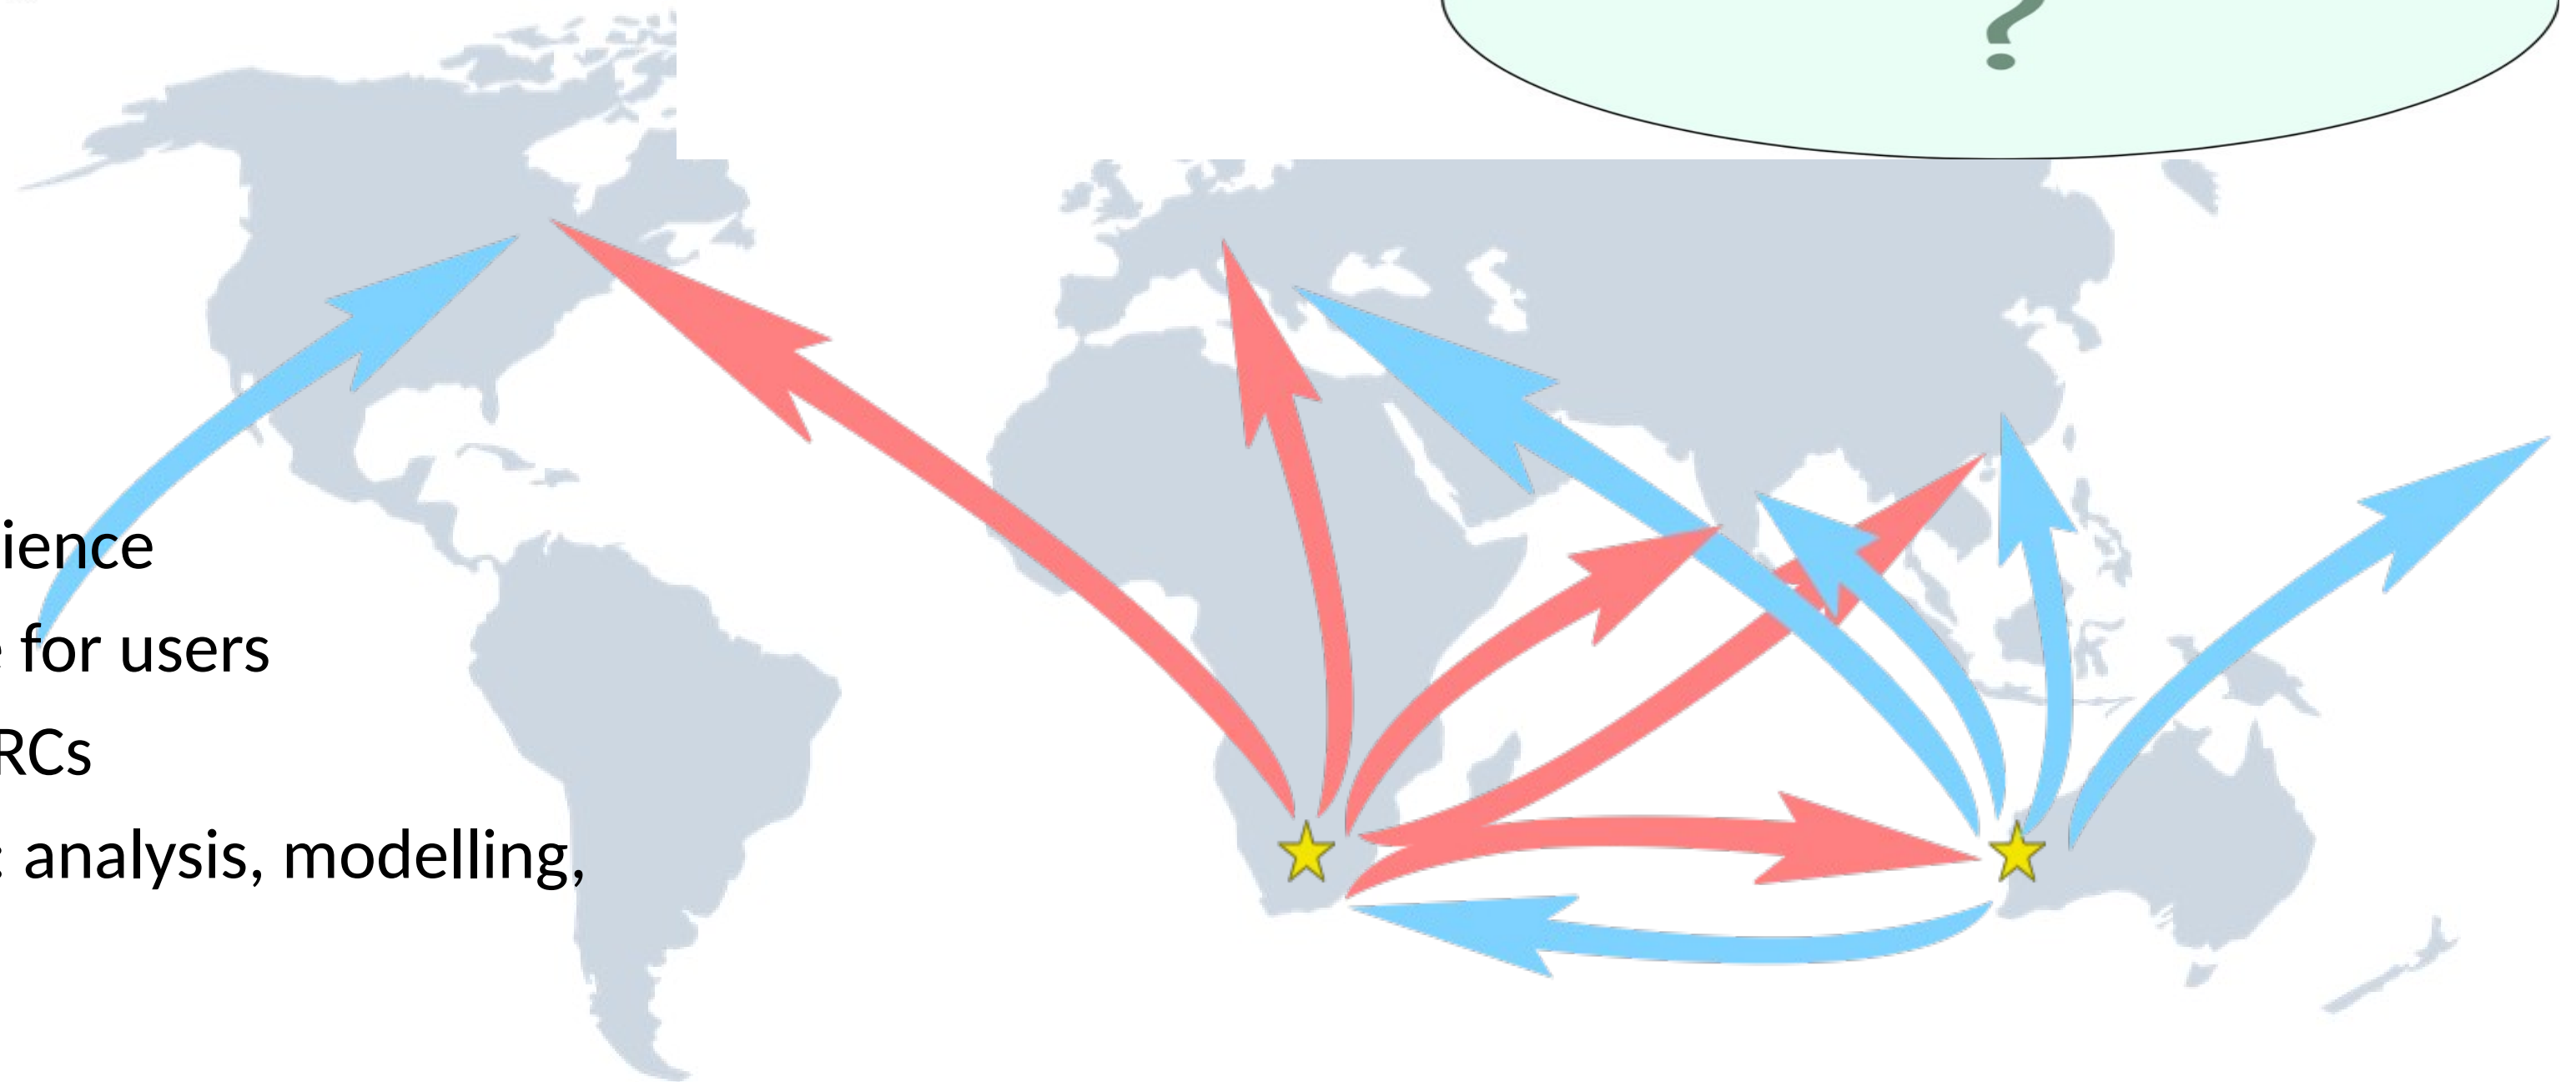 ?
ience
for users
RCs
: analysis, modelling,